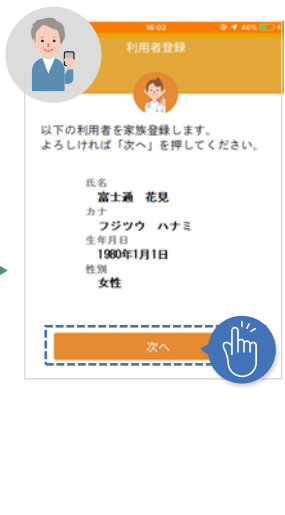 16:02 46%
利用者登録
以下の利用者を家族登録します。
よろしければ「次へ」を押してください。
氏名
富士通 花見
カナ
フジツウ ハナミ
生年月日
1980年1月1日
性別
女性
次へ